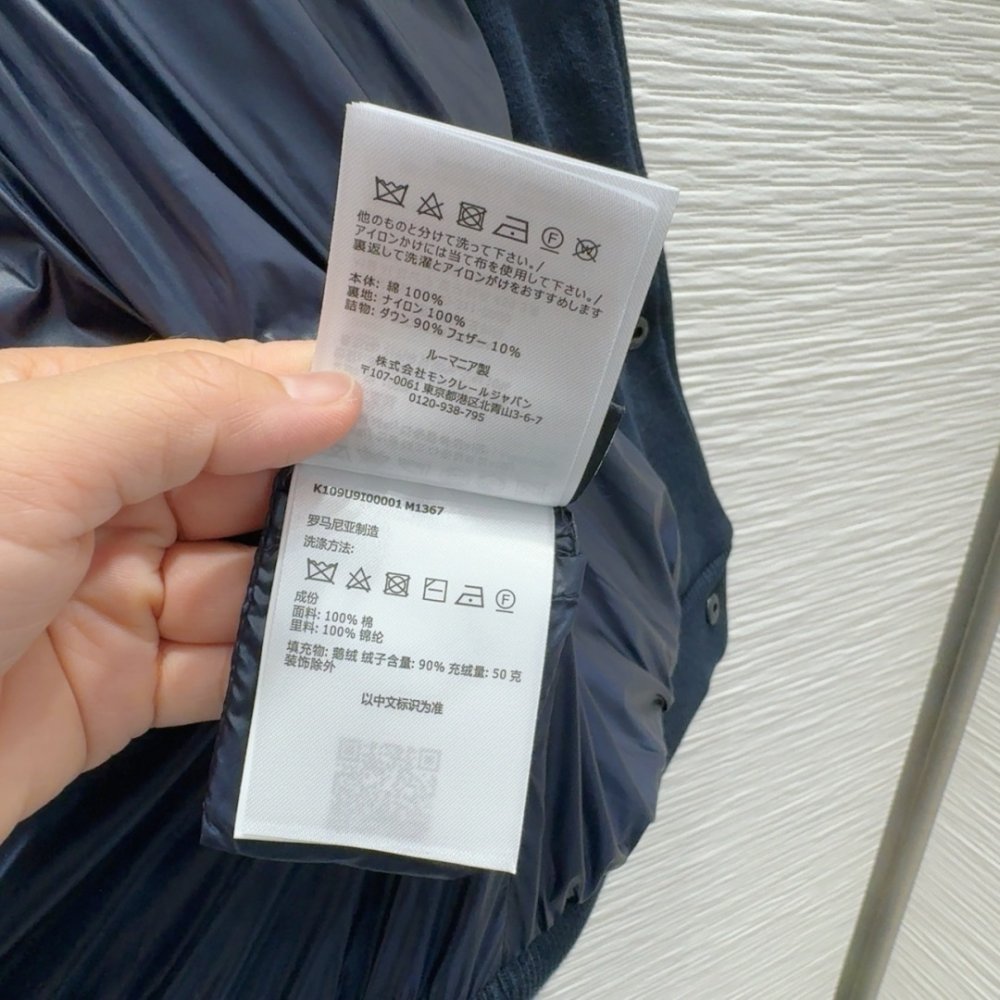 他のものと分けて洗って下さい。/
アイロンかけには当て布を使用して下さい。/
裏返して洗濯とアイロンがけをおすすめします
本体: 綿 100%
裏地: ナイロン 100%
詰物: ダウン 90% フェザー 10%
ルーマニア製
株式会社モンクレールジャパン
〒107-0061 東京都港区北青山3-6-7
0120-938-795
K109U9I00001 M1367
罗马尼亚制造
洗涤方法:
成份
面料: 100% 棉
里料: 100% 锦纶
填充物: 鹅绒 绒子含量: 90% 充绒量: 50 克
装饰除外
以中文标识为准